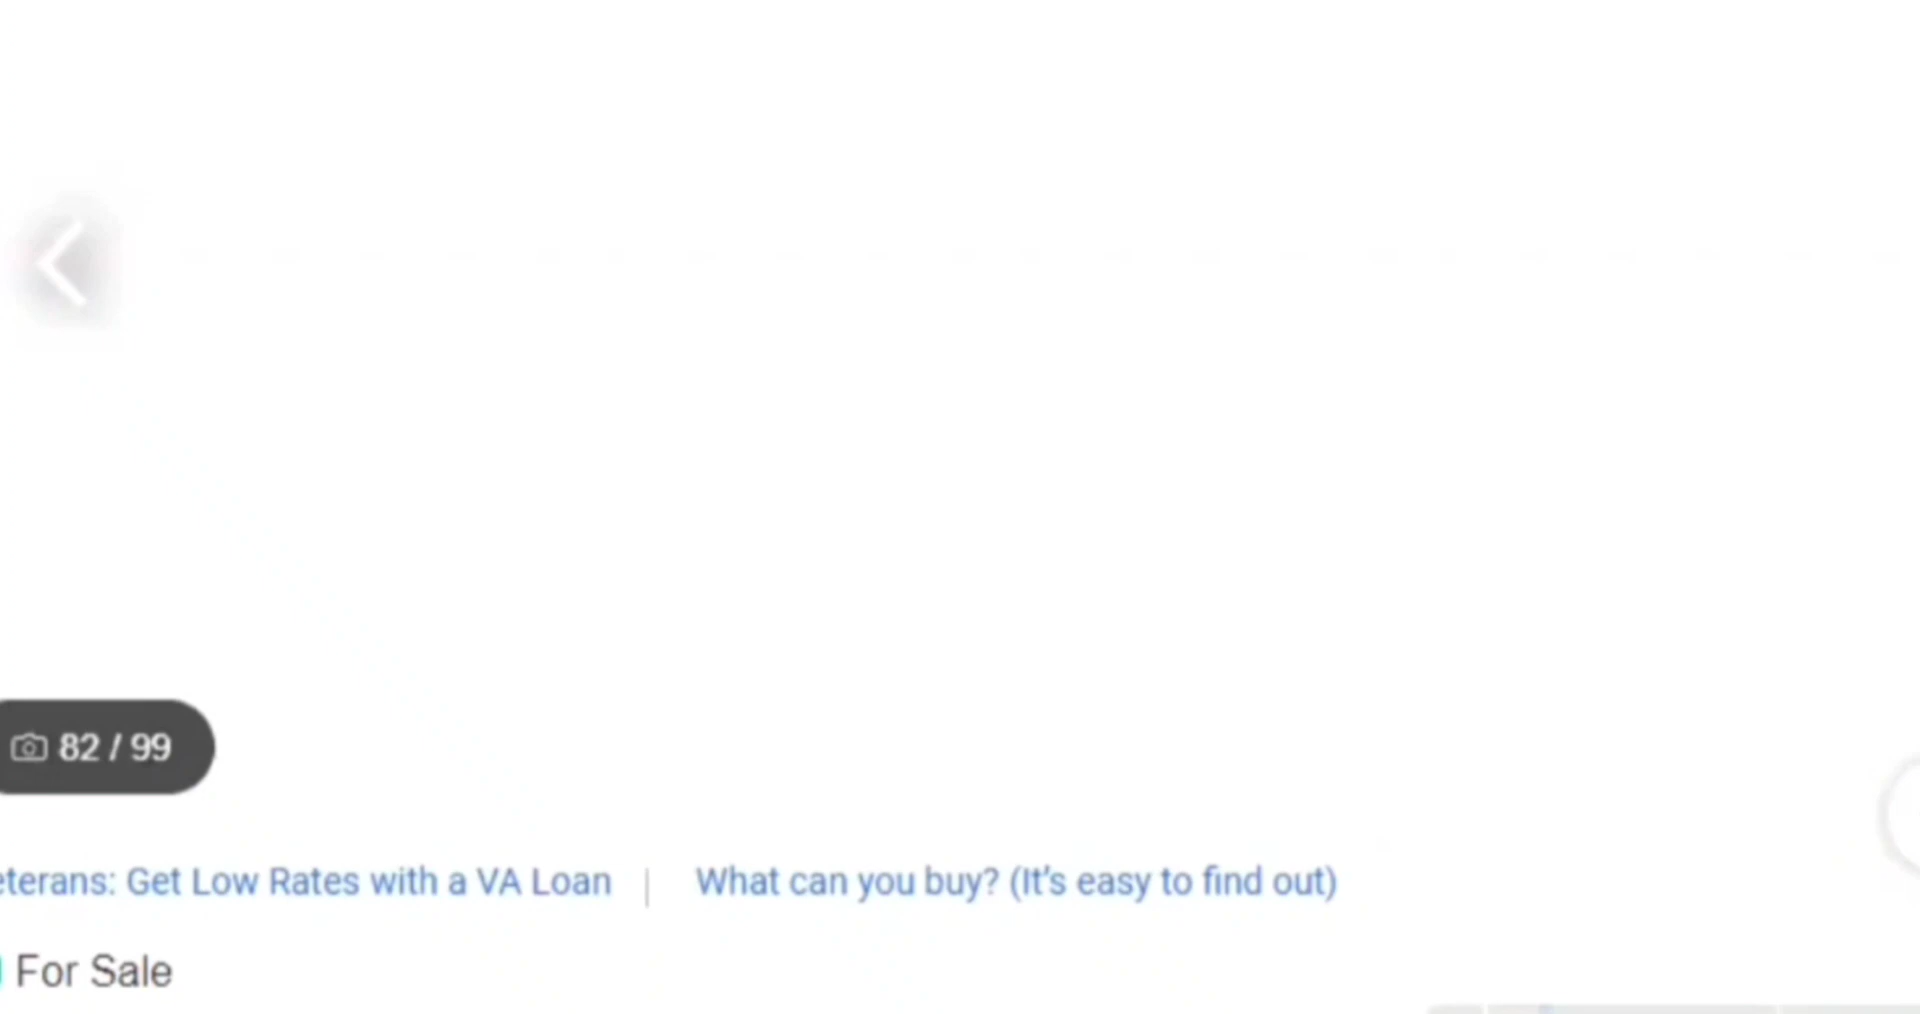 82 / 99
eterans: Get Low Rates with a VA Loan | What can you buy? (It's easy to find out)
For Sale